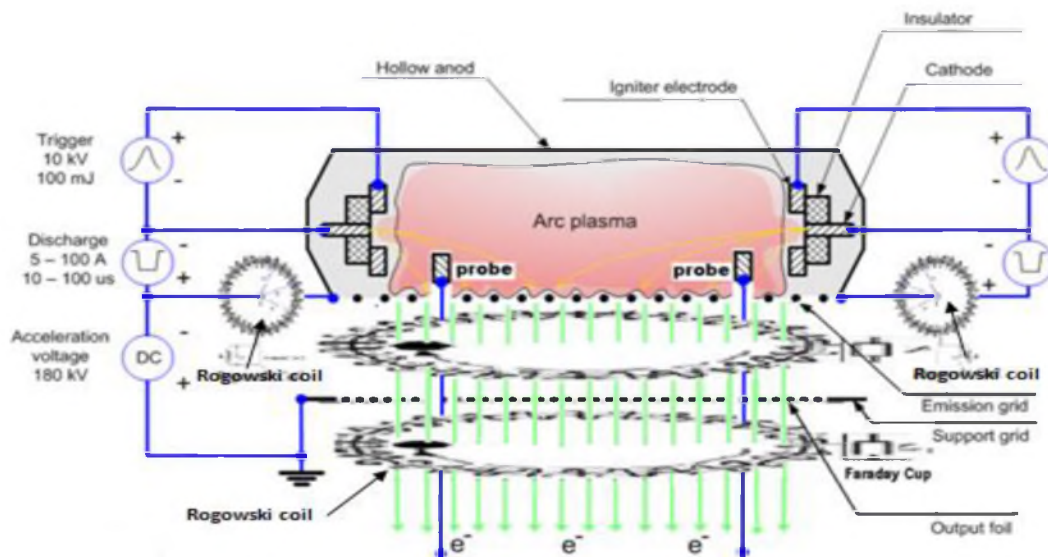 Insulator
Hollow anod
Cathode
Igniter electrode
Trigger
10 kV
100 mJ
+
-
+
-
Arc plasma
Discharge
5 – 100 A
10 – 100 us
-
+
-
+
probe
probe
Acceleration
voltage
180 kV
DC
-
+
Rogowski coil
Rogowski coil
Emission grid
Support grid
Faraday Cup
Rogowski coil
Output foil
e-
e-
e-